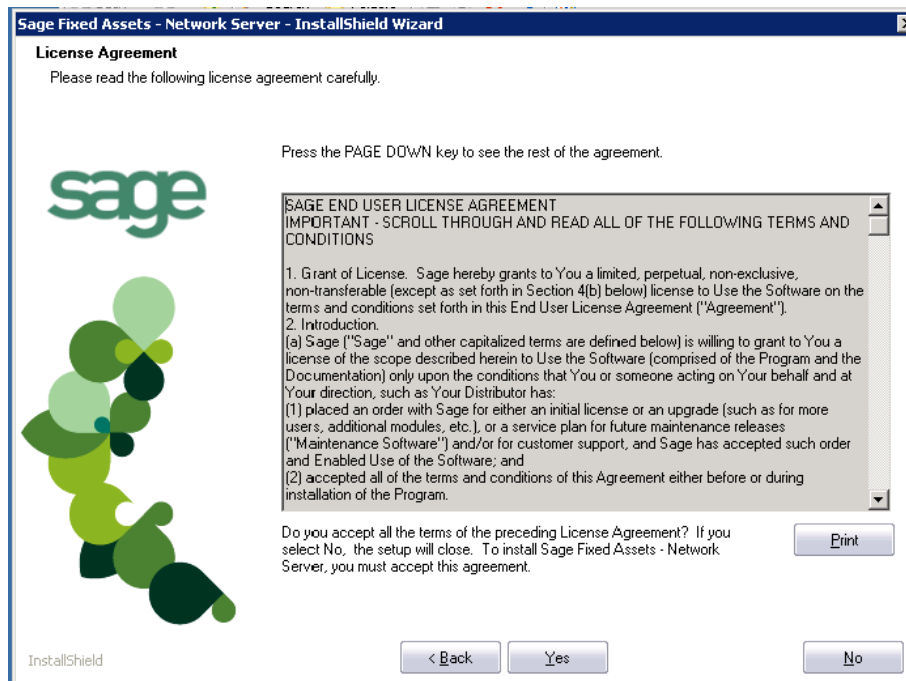 Sage Fixed Assets - Network Server - InstallShield Wizard
License Agreement
Please read the following license agreement carefully.
Press the PAGE DOWN key to see the rest of the agreement.
sage
SAGE END USER LICENSE AGREEMENT
IMPORTANT - SCROLL THROUGH AND READ ALL OF THE FOLLOWING TERMS AND
CONDITIONS
1. Grant of License.  Sage hereby grants to You a limited, perpetual, non-exclusive,
non-transferable (except as set forth in Section 4(b) below) license to Use the Software on the
terms and conditions set forth in this End User License Agreement ("Agreement").
2. Introduction.
(a) Sage ("Sage" and other capitalized terms are defined below) is willing to grant to You a
license of the scope described herein to Use the Software (comprised of the Program and the
Documentation) only upon the conditions that You or someone acting on Your behalf and at
Your direction, such as Your Distributor has:
(1) placed an order with Sage for either an initial license or an upgrade (such as for more
users, additional modules, etc.), or a service plan for future maintenance releases
("Maintenance Software") and/or for customer support, and Sage has accepted such order
and Enabled Use of the Software; and
(2) accepted all of the terms and conditions of this Agreement either before or during
installation of the Program.
Do you accept all the terms of the preceding License Agreement?  If you
select No,  the setup will close.  To install Sage Fixed Assets - Network
Server, you must accept this agreement.
Print
InstallShield
< Back
Yes
No